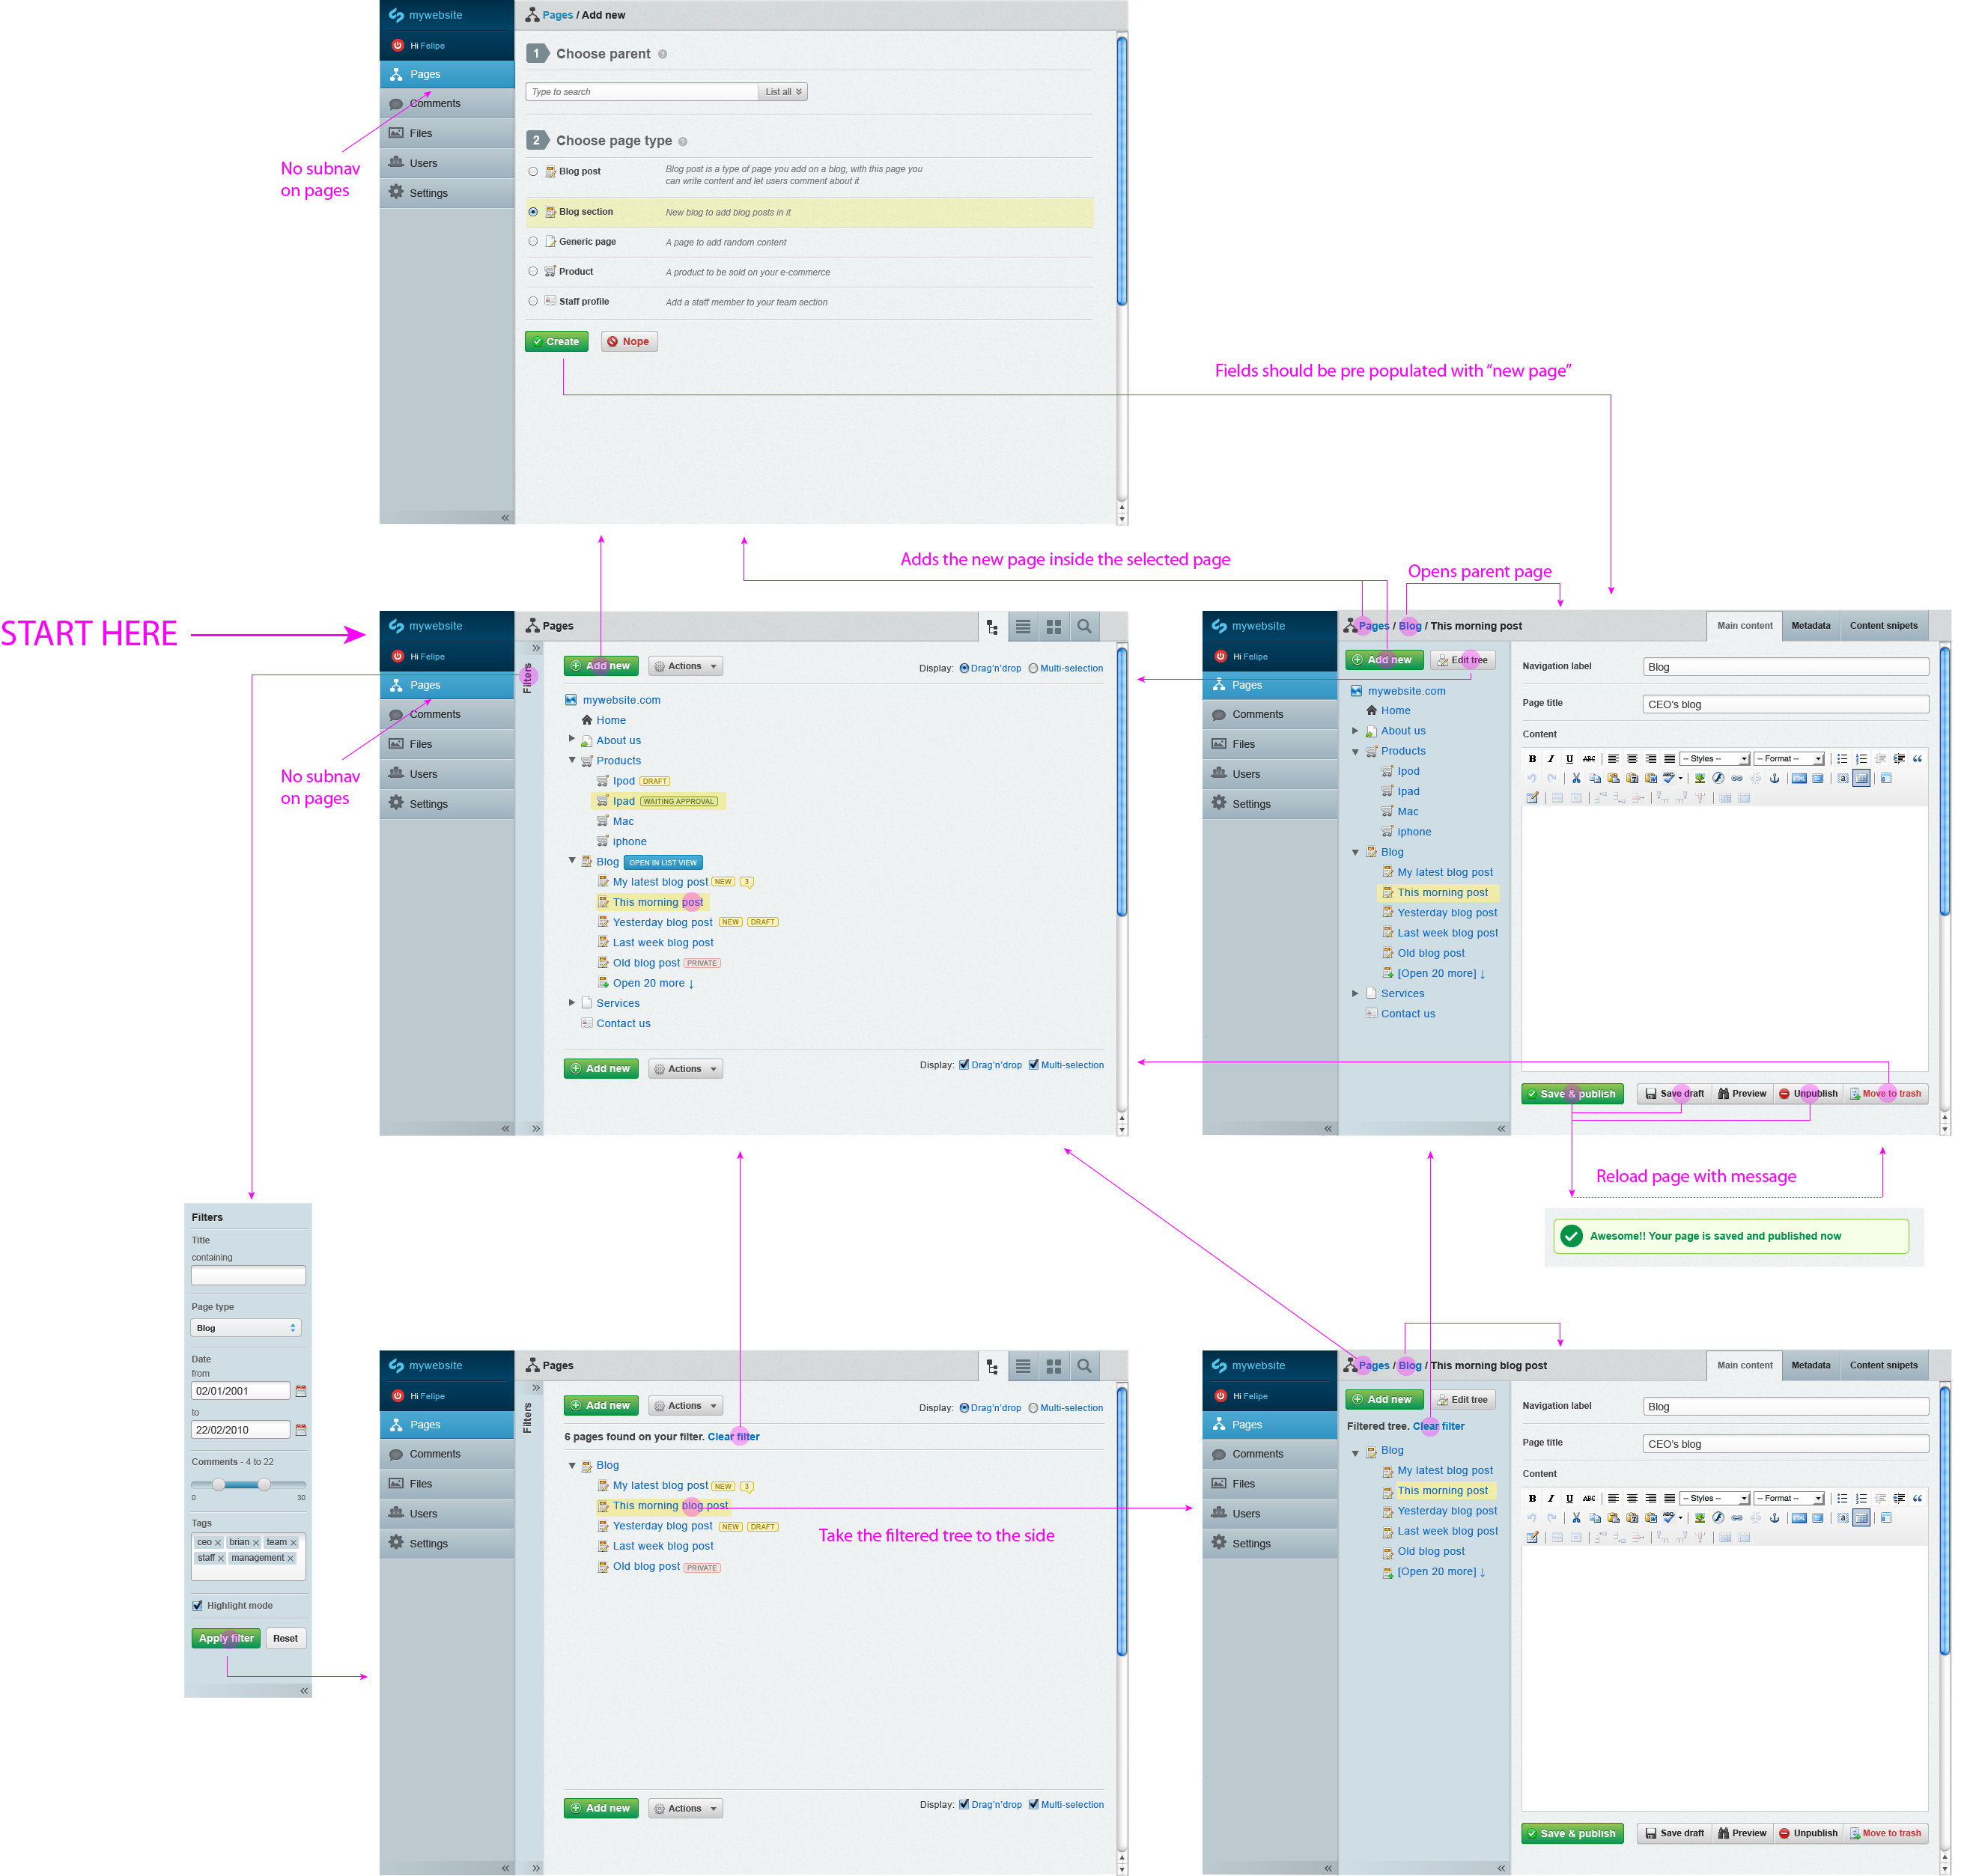 mywebsite
Hi Felipe
Pages
Comments
Files
Users
Settings
Pages / Add new
1 Choose parent ?
Type to search
List all
2 Choose page type ?
Blog post
Blog post is a type of page you add on a blog, with this page you
can write content and let users comment about it
Blog section
New blog to add blog posts in it
Generic page
A page to add random content
Product
A product to be sold on your e-commerce
Staff profile
Add a staff member to your team section
Create
Nope
No subnav
on pages
Fields should be pre populated with “new page”
Adds the new page inside the selected page
Opens parent page
START HERE
mywebsite
Hi Felipe
Pages
Comments
Files
Users
Settings
No subnav
on pages
Pages
Filters
Add new
Actions
Display: Drag'n'drop Multi-selection
mywebsite.com
Home
About us
Products
Ipod DRAFT
Ipad WAITING APPROVAL
Mac
iphone
Blog OPEN IN LIST VIEW
My latest blog post NEW 3
This morning post
Yesterday blog post NEW DRAFT
Last week blog post
Old blog post PRIVATE
Open 20 more ↓
Services
Contact us
Add new
Actions
Display: Drag'n'drop Multi-selection
mywebsite
Hi Felipe
Pages
Comments
Files
Users
Settings
Pages / Blog / This morning post
Main content
Metadata
Content snipets
Add new
Edit tree
mywebsite.com
Home
About us
Products
Ipod
Ipad
Mac
iphone
Blog
My latest blog post
This morning post
Yesterday blog post
Last week blog post
Old blog post
[Open 20 more] ↓
Services
Contact us
Navigation label
Blog
Page title
CEO's blog
Content
B I U ABC
-- Styles --
-- Format --
HTML
Save & publish
Save draft
Preview
Unpublish
Move to trash
Reload page with message
Awesome!! Your page is saved and published now
Filters
Title
containing
Page type
Blog
Date
from
02/01/2001
to
22/02/2010
Comments - 4 to 22
0 30
Tags
ceo × brian × team ×
staff × management ×
Highlight mode
Apply filter
Reset
mywebsite
Hi Felipe
Pages
Comments
Files
Users
Settings
Pages
Filters
Add new
Actions
Display: Drag'n'drop Multi-selection
6 pages found on your filter. Clear filter
Blog
My latest blog post NEW 3
This morning blog post
Yesterday blog post NEW DRAFT
Last week blog post
Old blog post PRIVATE
Take the filtered tree to the side
Add new
Actions
Display: Drag'n'drop Multi-selection
mywebsite
Hi Felipe
Pages
Comments
Files
Users
Settings
Pages / Blog / This morning blog post
Main content
Metadata
Content snipets
Add new
Edit tree
Filtered tree. Clear filter
Blog
My latest blog post
This morning post
Yesterday blog post
Last week blog post
Old blog post
[Open 20 more] ↓
Navigation label
Blog
Page title
CEO's blog
Content
B I U ABC
-- Styles --
-- Format --
HTML
Save & publish
Save draft
Preview
Unpublish
Move to trash